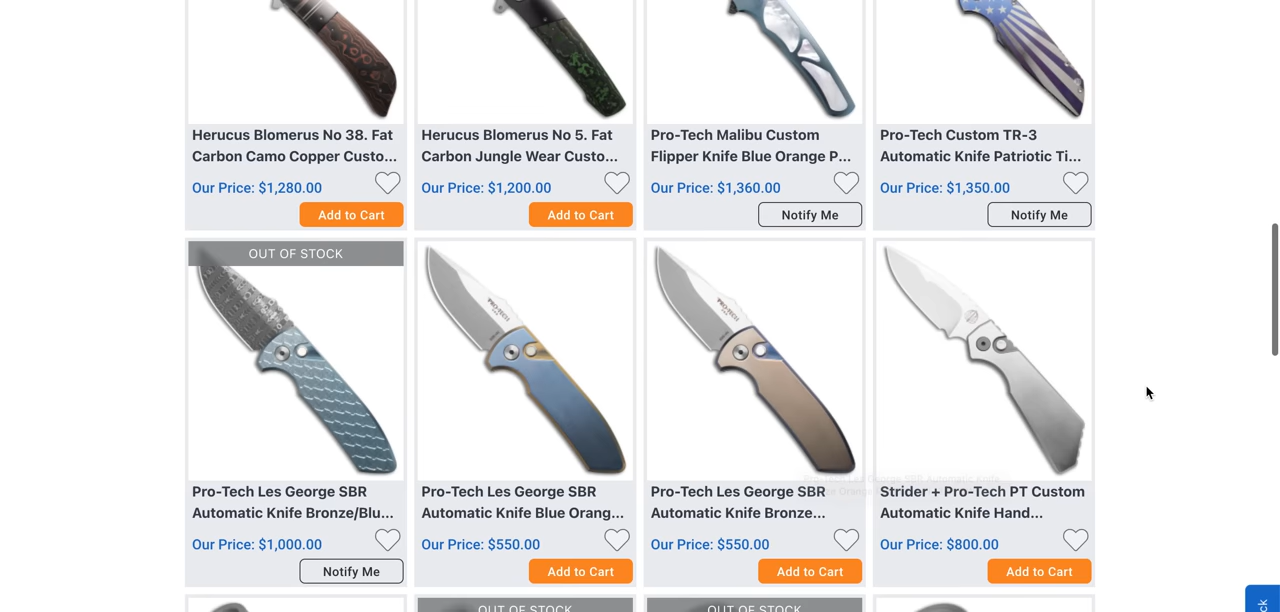 Herucus Blomerus No 38. Fat
Carbon Camo Copper Custo...
Our Price: $1,280.00
Add to Cart
Herucus Blomerus No 5. Fat
Carbon Jungle Wear Custo...
Our Price: $1,200.00
Add to Cart
Pro-Tech Malibu Custom
Flipper Knife Blue Orange P...
Our Price: $1,360.00
Notify Me
Pro-Tech Custom TR-3
Automatic Knife Patriotic Ti...
Our Price: $1,350.00
Notify Me
OUT OF STOCK
Pro-Tech Les George SBR
Automatic Knife Bronze/Blu...
Our Price: $1,000.00
Notify Me
PRO-TECH
Pro-Tech Les George SBR
Automatic Knife Blue Orang...
Our Price: $550.00
Add to Cart
PRO-TECH
Pro-Tech Les George SBR
Automatic Knife Bronze...
Our Price: $550.00
Add to Cart
Strider + Pro-Tech PT Custom
Automatic Knife Hand...
Our Price: $800.00
Add to Cart
OUT OF STOCK
OUT OF STOCK